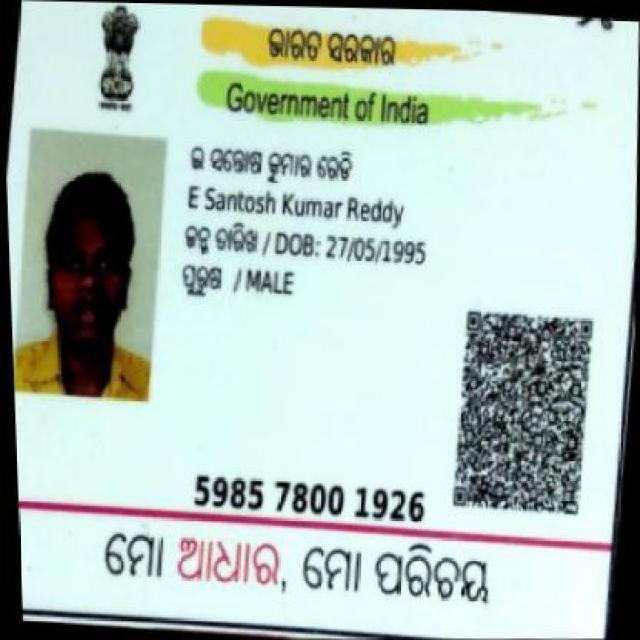 ଭାରତ ସରକାର
Government of India
ଇ ସନ୍ତୋଷ କୁମାର ରେଡ଼ି
E Santosh Kumar Reddy
ଜନ୍ମ ତାରିଖ / DOB: 27/05/1995
ପୁରୁଷ / MALE
5985 7800 1926
ମୋ ଆଧାର, ମୋ ପରିଚୟ